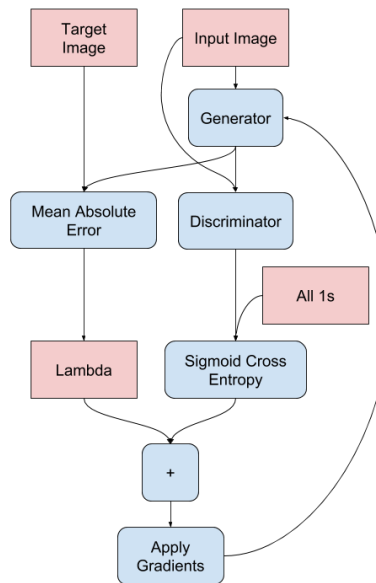 Target
Image
Input Image
Generator
Mean Absolute
Error
Discriminator
All 1s
Lambda
Sigmoid Cross
Entropy
+
Apply
Gradients